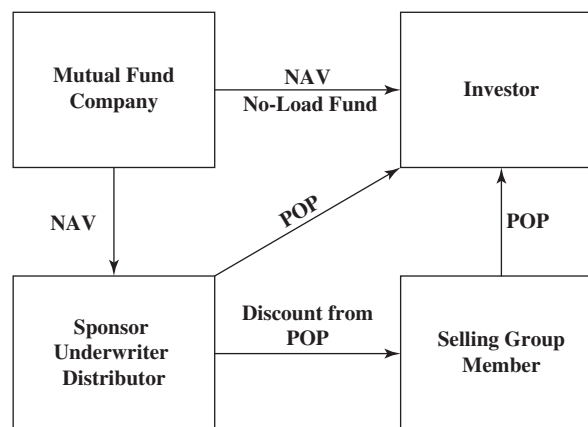 Mutual Fund
Company
NAV
No-Load Fund
Investor
NAV
POP
POP
Sponsor
Underwriter
Distributor
Discount from
POP
Selling Group
Member